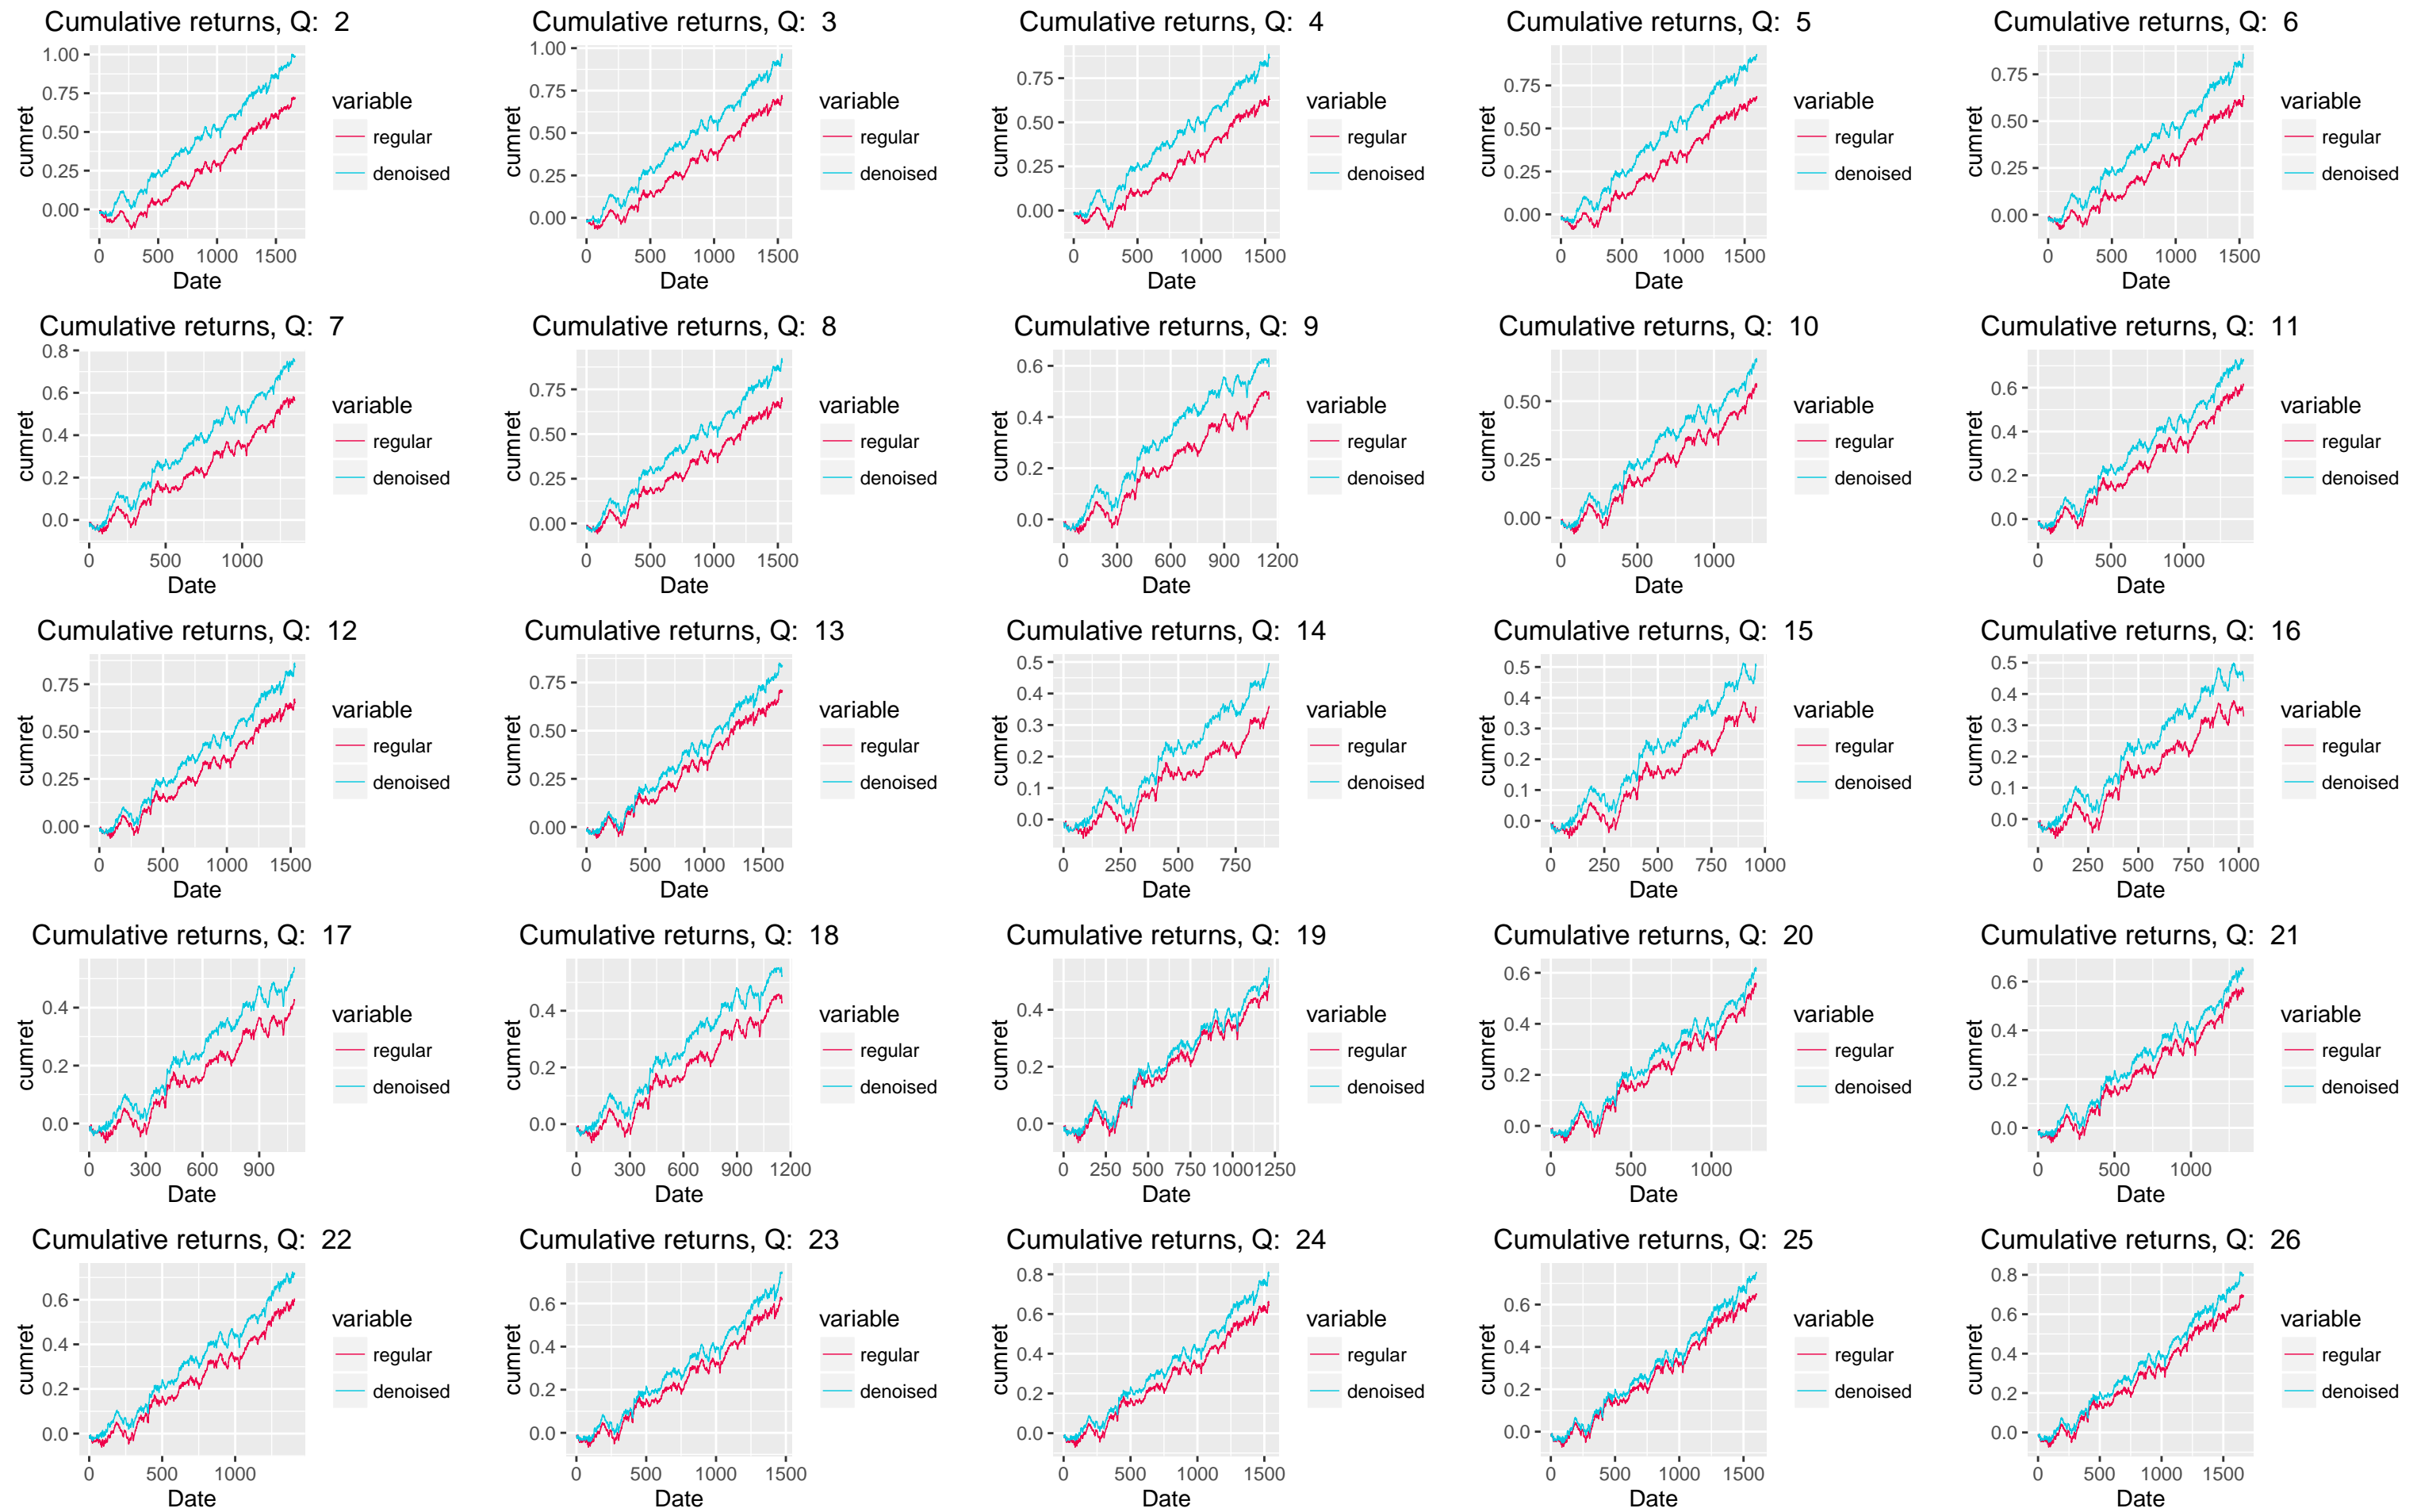 Cumulative returns, Q: 2
1.00
0.75
0.50
0.25
0.00
cumret
0 500 1000 1500
Date
variable
regular
denoised
Cumulative returns, Q: 3
1.00
0.75
0.50
0.25
0.00
cumret
0 500 1000 1500
Date
variable
regular
denoised
Cumulative returns, Q: 4
0.75
0.50
0.25
0.00
cumret
0 500 1000 1500
Date
variable
regular
denoised
Cumulative returns, Q: 5
0.75
0.50
0.25
0.00
cumret
0 500 1000 1500
Date
variable
regular
denoised
Cumulative returns, Q: 6
0.75
0.50
0.25
0.00
cumret
0 500 1000 1500
Date
variable
regular
denoised
Cumulative returns, Q: 7
0.8
0.6
0.4
0.2
0.0
cumret
0 500 1000
Date
variable
regular
denoised
Cumulative returns, Q: 8
0.75
0.50
0.25
0.00
cumret
0 500 1000 1500
Date
variable
regular
denoised
Cumulative returns, Q: 9
0.6
0.4
0.2
0.0
cumret
0 300 600 900 1200
Date
variable
regular
denoised
Cumulative returns, Q: 10
0.50
0.25
0.00
cumret
0 500 1000
Date
variable
regular
denoised
Cumulative returns, Q: 11
0.6
0.4
0.2
0.0
cumret
0 500 1000
Date
variable
regular
denoised
Cumulative returns, Q: 12
0.75
0.50
0.25
0.00
cumret
0 500 1000 1500
Date
variable
regular
denoised
Cumulative returns, Q: 13
0.75
0.50
0.25
0.00
cumret
0 500 1000 1500
Date
variable
regular
denoised
Cumulative returns, Q: 14
0.5
0.4
0.3
0.2
0.1
0.0
cumret
0 250 500 750
Date
variable
regular
denoised
Cumulative returns, Q: 15
0.5
0.4
0.3
0.2
0.1
0.0
cumret
0 250 500 750 1000
Date
variable
regular
denoised
Cumulative returns, Q: 16
0.5
0.4
0.3
0.2
0.1
0.0
cumret
0 250 500 750 1000
Date
variable
regular
denoised
Cumulative returns, Q: 17
0.4
0.2
0.0
cumret
0 300 600 900
Date
variable
regular
denoised
Cumulative returns, Q: 18
0.4
0.2
0.0
cumret
0 300 600 900 1200
Date
variable
regular
denoised
Cumulative returns, Q: 19
0.4
0.2
0.0
cumret
0 250 500 750 1000 1250
Date
variable
regular
denoised
Cumulative returns, Q: 20
0.6
0.4
0.2
0.0
cumret
0 500 1000
Date
variable
regular
denoised
Cumulative returns, Q: 21
0.6
0.4
0.2
0.0
cumret
0 500 1000
Date
variable
regular
denoised
Cumulative returns, Q: 22
0.6
0.4
0.2
0.0
cumret
0 500 1000
Date
variable
regular
denoised
Cumulative returns, Q: 23
0.6
0.4
0.2
0.0
cumret
0 500 1000 1500
Date
variable
regular
denoised
Cumulative returns, Q: 24
0.8
0.6
0.4
0.2
0.0
cumret
0 500 1000 1500
Date
variable
regular
denoised
Cumulative returns, Q: 25
0.6
0.4
0.2
0.0
cumret
0 500 1000 1500
Date
variable
regular
denoised
Cumulative returns, Q: 26
0.8
0.6
0.4
0.2
0.0
cumret
0 500 1000 1500
Date
variable
regular
denoised